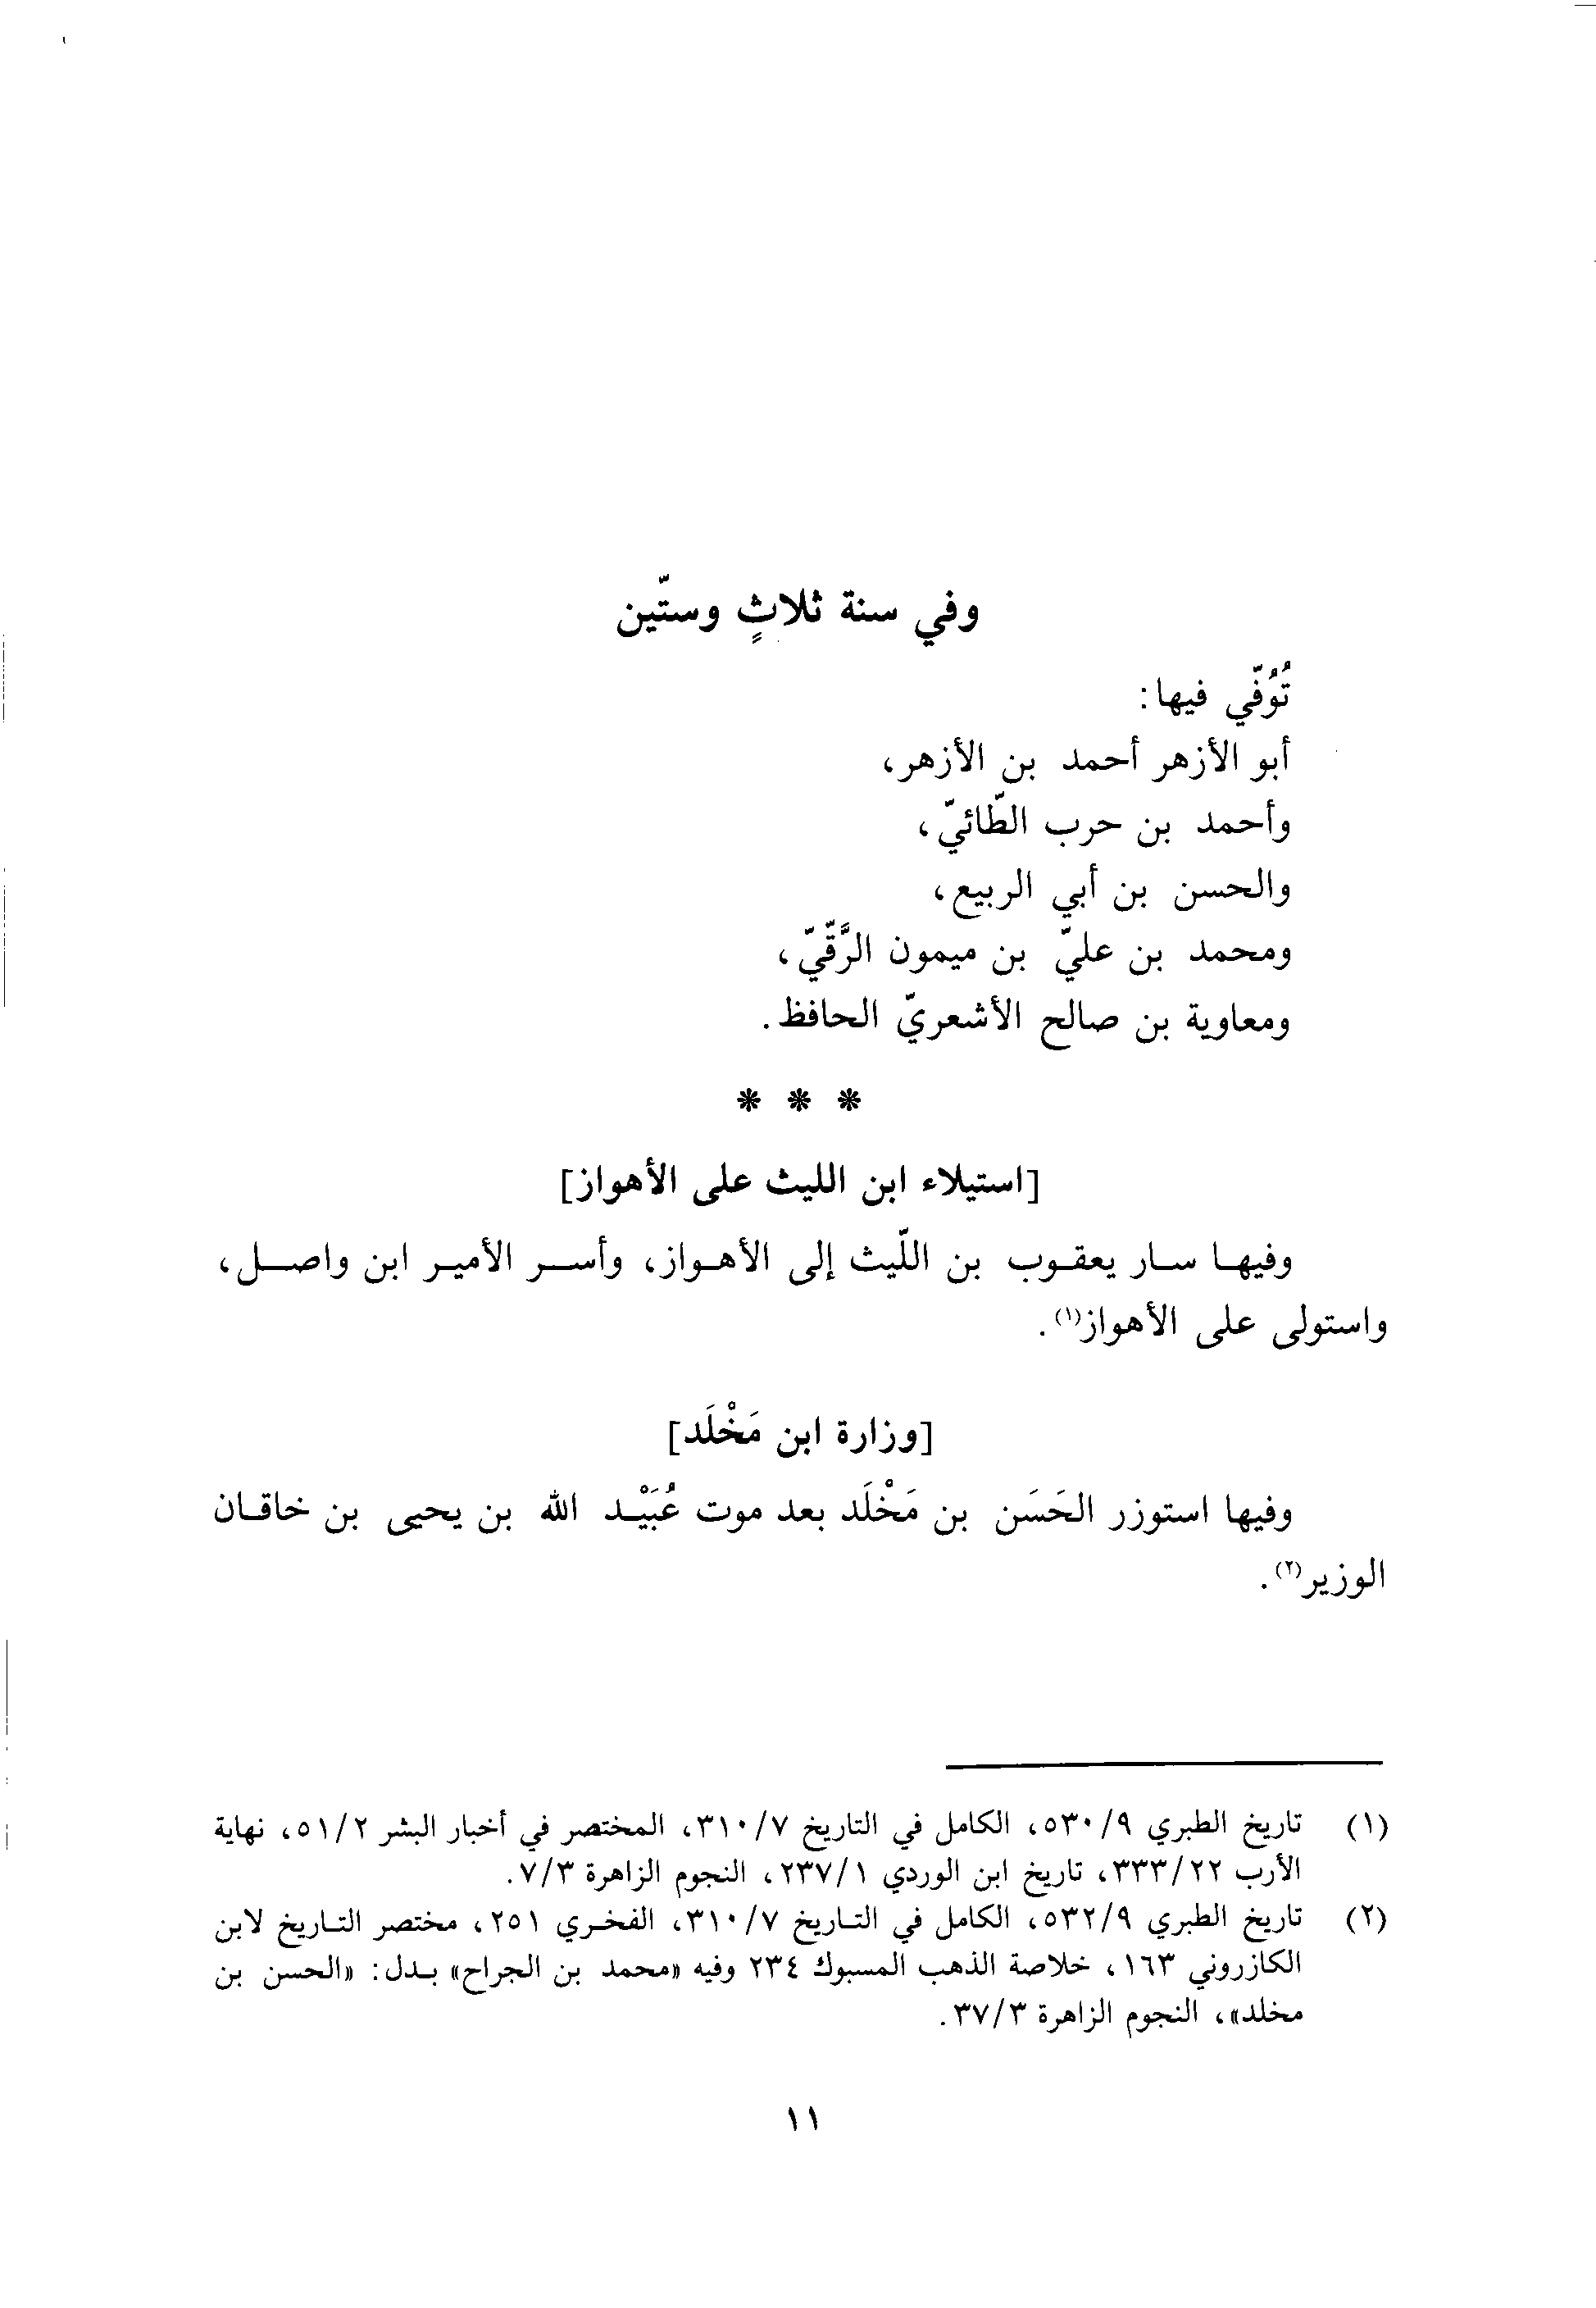 وفي سنة ثلاثٍ وستّين
تُوُفّي فيها:
أبو الأزهر أحمد بن الأزهر،
وأحمد بن حرب الطّائيّ،
والحسن بن أبي الربيع،
ومحمد بن عليّ بن ميمون الرَّقّيّ،
ومعاوية بن صالح الأشعريّ الحافظ.
* * *
[استيلاء ابن الليث على الأهواز]
وفيها سار يعقوب بن اللّيث إلى الأهواز، وأسر الأمير ابن واصل،
واستولى على الأهواز(١).
[وزارة ابن مَخْلَد]
وفيها استوزر الحَسَن بن مَخْلَد بعد موت عُبَيْد الله بن يحيى بن خاقان
الوزير(٢).
(١) تاريخ الطبري ٥٣٠/٩، الكامل في التاريخ ٣١٠/٧، المختصر في أخبار البشر ٥١/٢، نهاية
الأرب ٣٣٣/٢٢، تاريخ ابن الوردي ٢٣٧/١، النجوم الزاهرة ٧/٣.
(٢) تاريخ الطبري ٥٣٢/٩، الكامل في التاريخ ٣١٠/٧، الفخري ٢٥١، مختصر التاريخ لابن
الكازروني ١٦٣، خلاصة الذهب المسبوك ٢٣٤ وفيه «محمد بن الجراح» بدل: «الحسن بن
مخلد»، النجوم الزاهرة ٣٧/٣.
١١